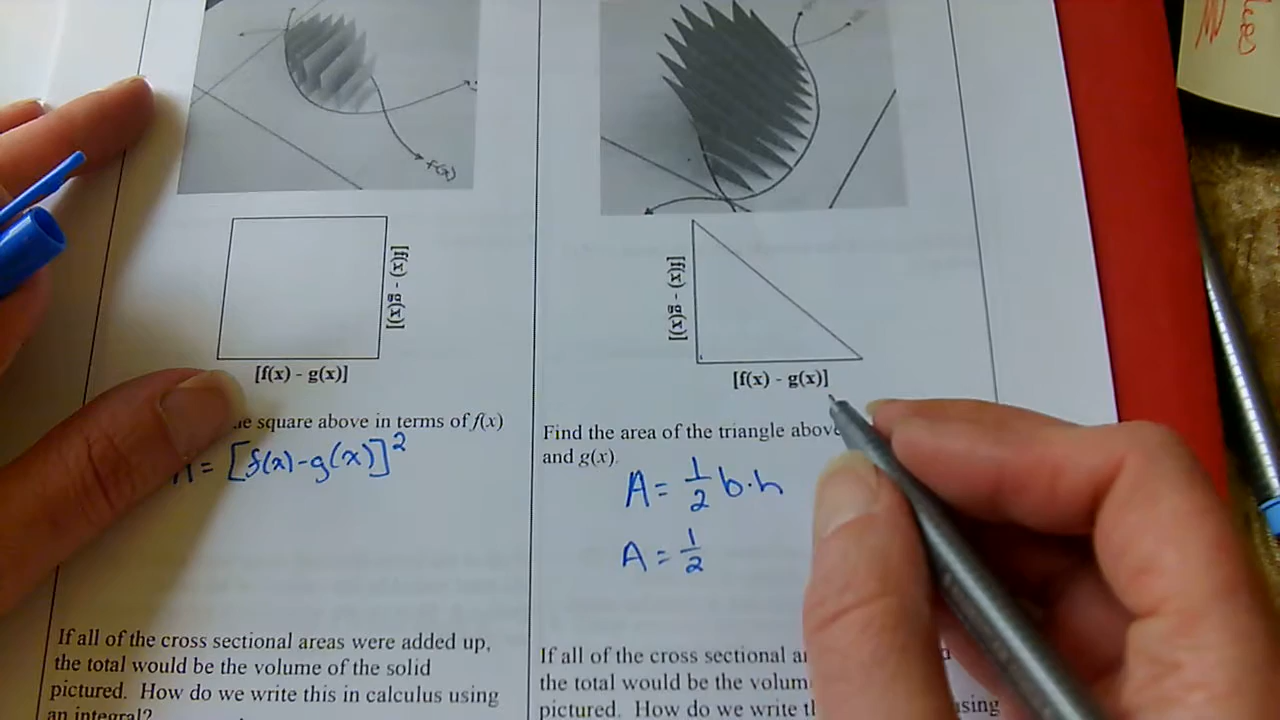 f(x)
[f(x) - g(x)]
[f(x) - g(x)]
square above in terms of f(x)
= [f(x)-g(x)]²
If all of the cross sectional areas were added up,
the total would be the volume of the solid
pictured. How do we write this in calculus using
an integral?
[f(x) - g(x)]
[f(x) - g(x)]
Find the area of the triangle above
and g(x).
A = 1/2 b·h
A = 1/2
If all of the cross sectional
the total would be the
pictured. How do we write
using